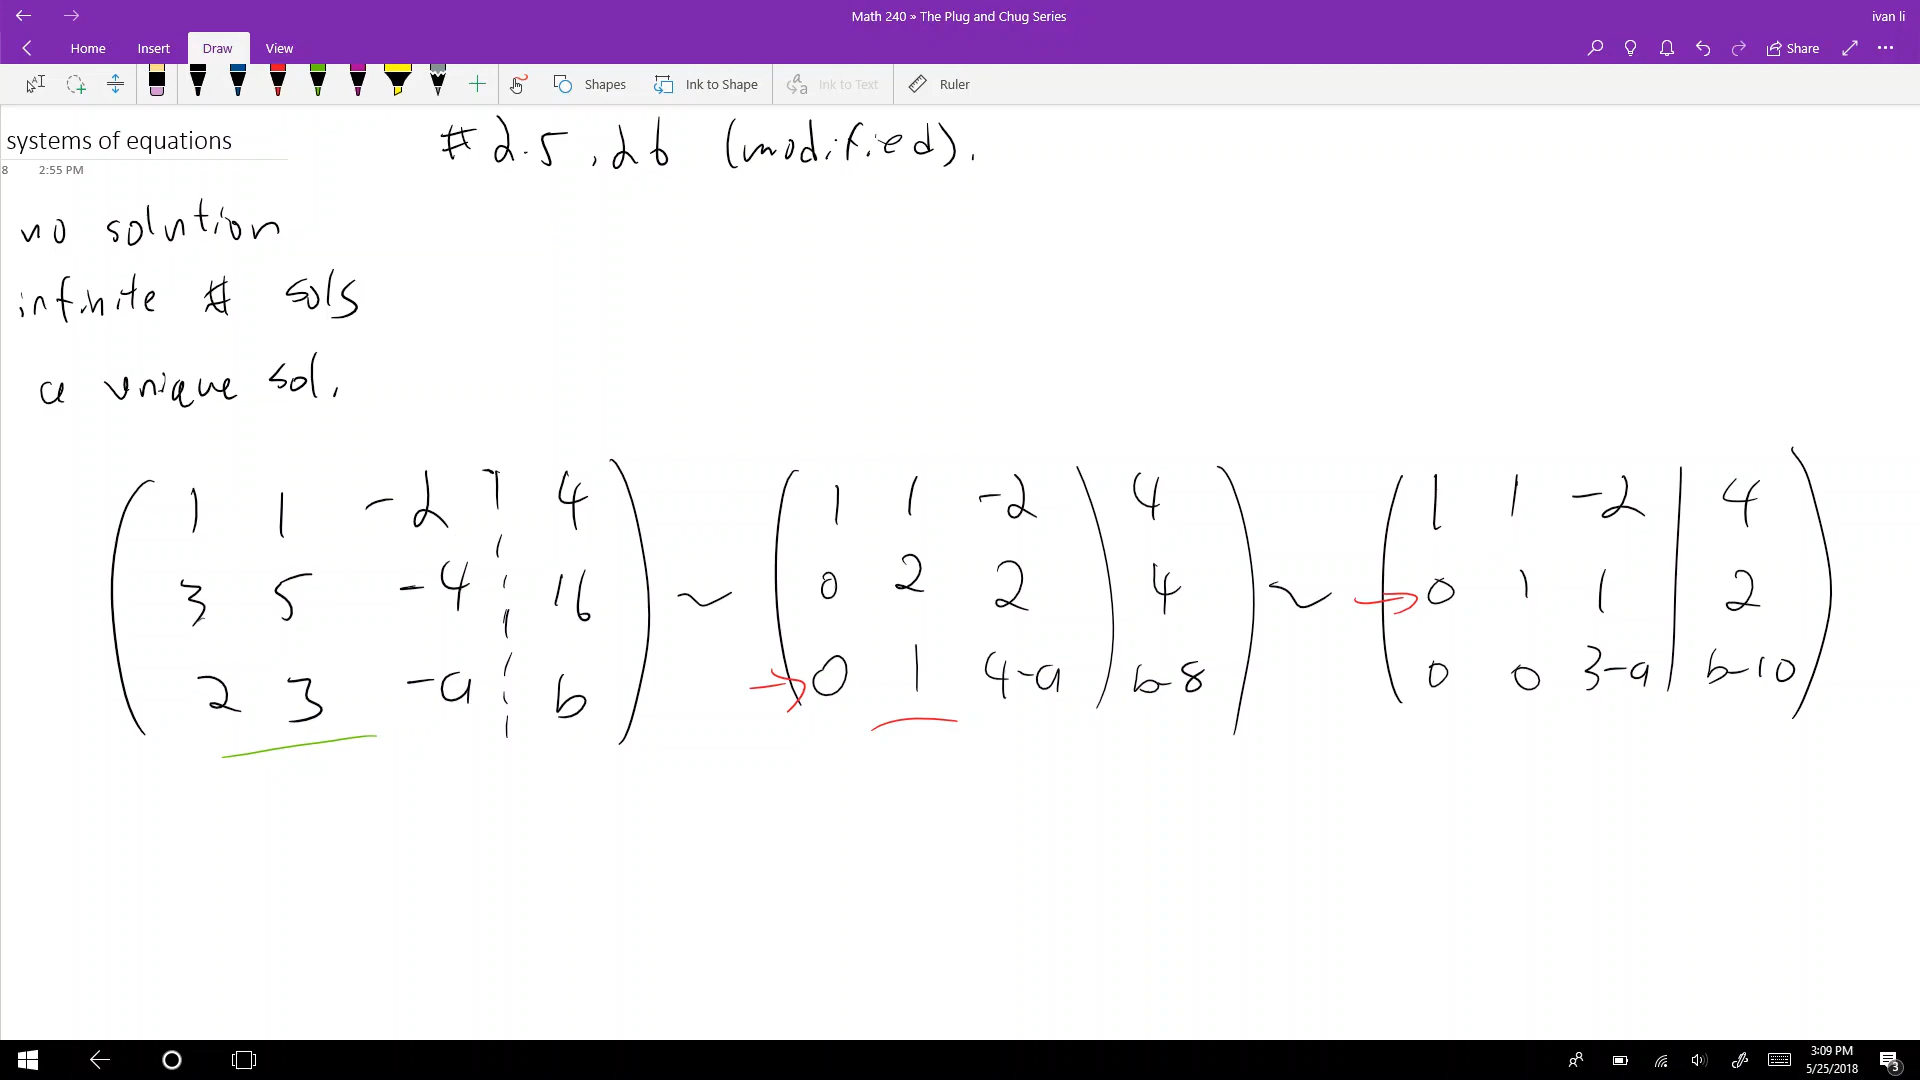 Math 240 » The Plug and Chug Series
ivan li
Home Insert Draw View
Share
Shapes Ink to Shape Ink to Text Ruler
systems of equations
8 2:55 PM
# 2.5, 26 (modified).
no solution
infinite # sols
a unique sol.
1 1 -2 4 ~ 1 1 -2 4 ~ 1 1 -2 4
3 5 -4 16 0 2 2 4 0 1 1 2
2 3 -a b 0 1 4-a b-8 0 0 3-a b-10
3:09 PM
5/25/2018
3